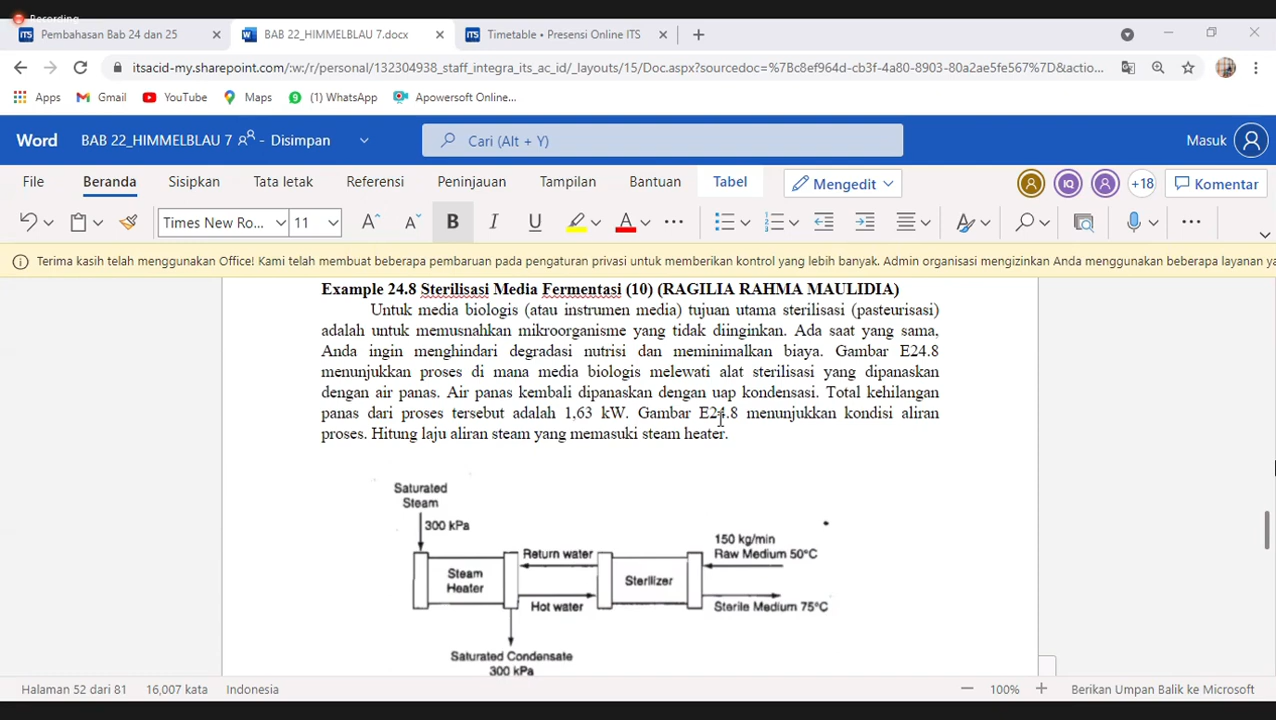 Recording
Pembahasan Bab 24 dan 25
BAB 22_HIMMELBLAU 7.docx
Timetable • Presensi Online ITS
itsacid-my.sharepoint.com/:w:/r/personal/132304938_staff_integra_its_ac_id/_layouts/15/Doc.aspx?sourcedoc=%7Bc8ef964d-cb3f-4a80-8903-80a2ae5fe567%7D&actio...
Apps Gmail YouTube Maps (1) WhatsApp Apowersoft Online...
Word BAB 22_HIMMELBLAU 7 - Disimpan Cari (Alt + Y) Masuk
File Beranda Sisipkan Tata letak Referensi Peninjauan Tampilan Bantuan Tabel Mengedit IQ +18 Komentar
Times New Ro... 11 A A B I U A
Terima kasih telah menggunakan Office! Kami telah membuat beberapa pembaruan pada pengaturan privasi untuk memberikan kontrol yang lebih banyak. Admin organisasi mengizinkan Anda menggunakan beberapa layanan ya
Example 24.8 Sterilisasi Media Fermentasi (10) (RAGILIA RAHMA MAULIDIA)
Untuk media biologis (atau instrumen media) tujuan utama sterilisasi (pasteurisasi)
adalah untuk memusnahkan mikroorganisme yang tidak diinginkan. Ada saat yang sama,
Anda ingin menghindari degradasi nutrisi dan meminimalkan biaya. Gambar E24.8
menunjukkan proses di mana media biologis melewati alat sterilisasi yang dipanaskan
dengan air panas. Air panas kembali dipanaskan dengan uap kondensasi. Total kehilangan
panas dari proses tersebut adalah 1,63 kW. Gambar E24.8 menunjukkan kondisi aliran
proses. Hitung laju aliran steam yang memasuki steam heater.
Saturated
Steam
300 kPa
150 kg/min
Return water Raw Medium 50°C
Steam
Heater
Sterilizer
Hot water Sterile Medium 75°C
Saturated Condensate
300 kPa
Halaman 52 dari 81 16,007 kata Indonesia 100% Berikan Umpan Balik ke Microsoft